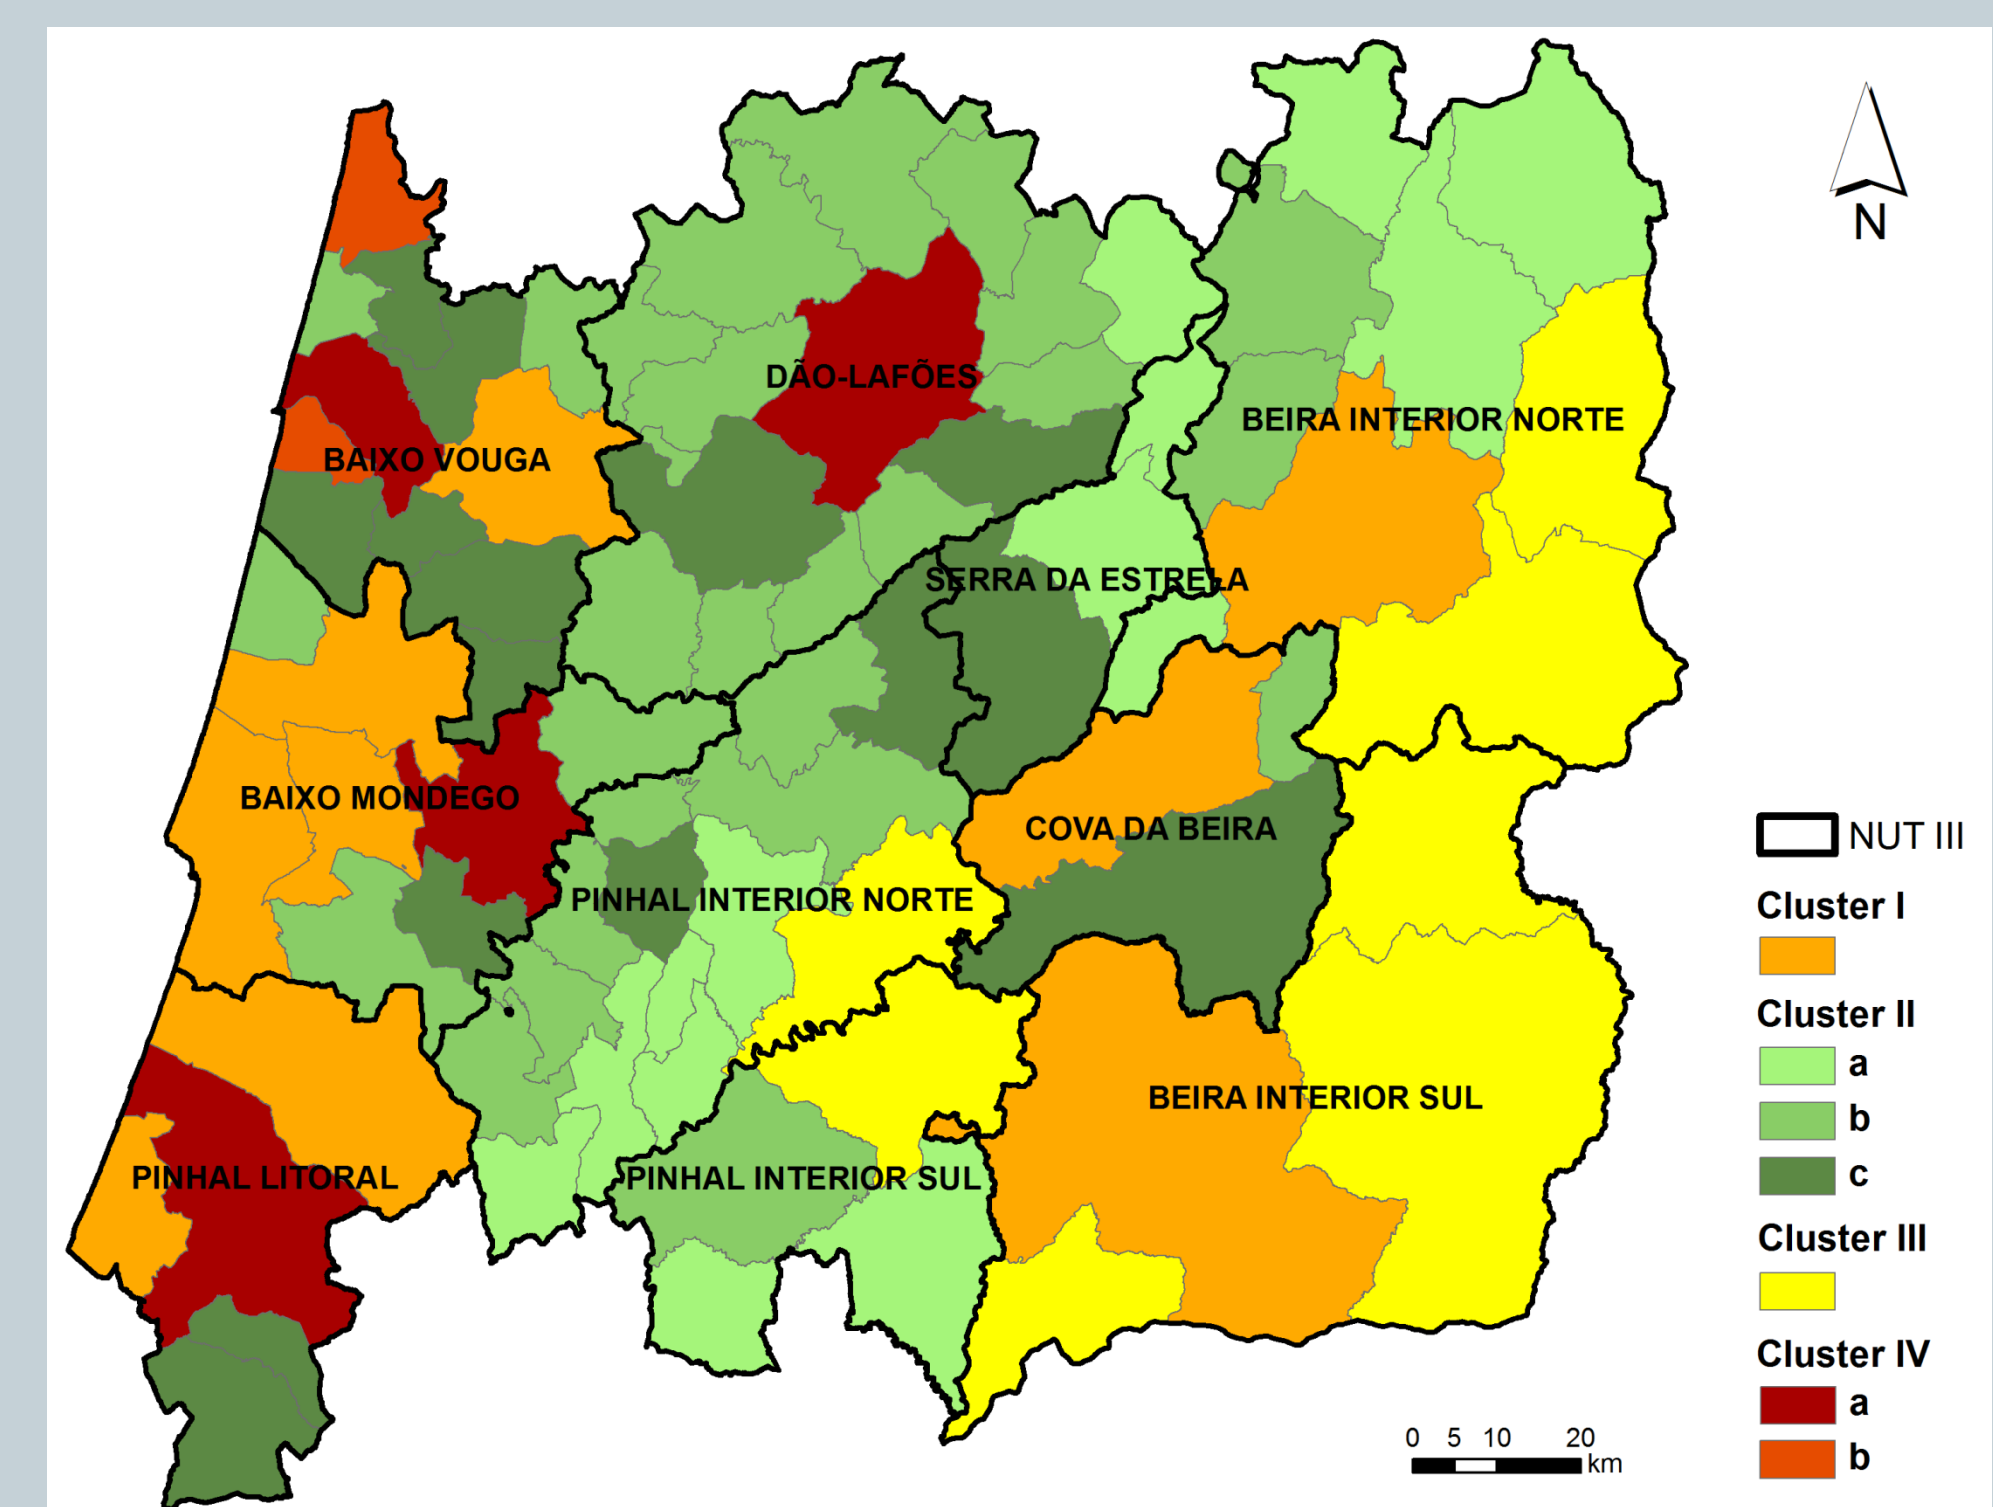 N
DÃO-LAFÕES
BEIRA INTERIOR NORTE
BAIXO VOUGA
SERRA DA ESTRELA
BAIXO MONDEGO
COVA DA BEIRA
PINHAL INTERIOR NORTE
BEIRA INTERIOR SUL
PINHAL LITORAL
PINHAL INTERIOR SUL
NUT III
Cluster I
Cluster II
a
b
c
Cluster III
Cluster IV
a
b
0 5 10 20
km